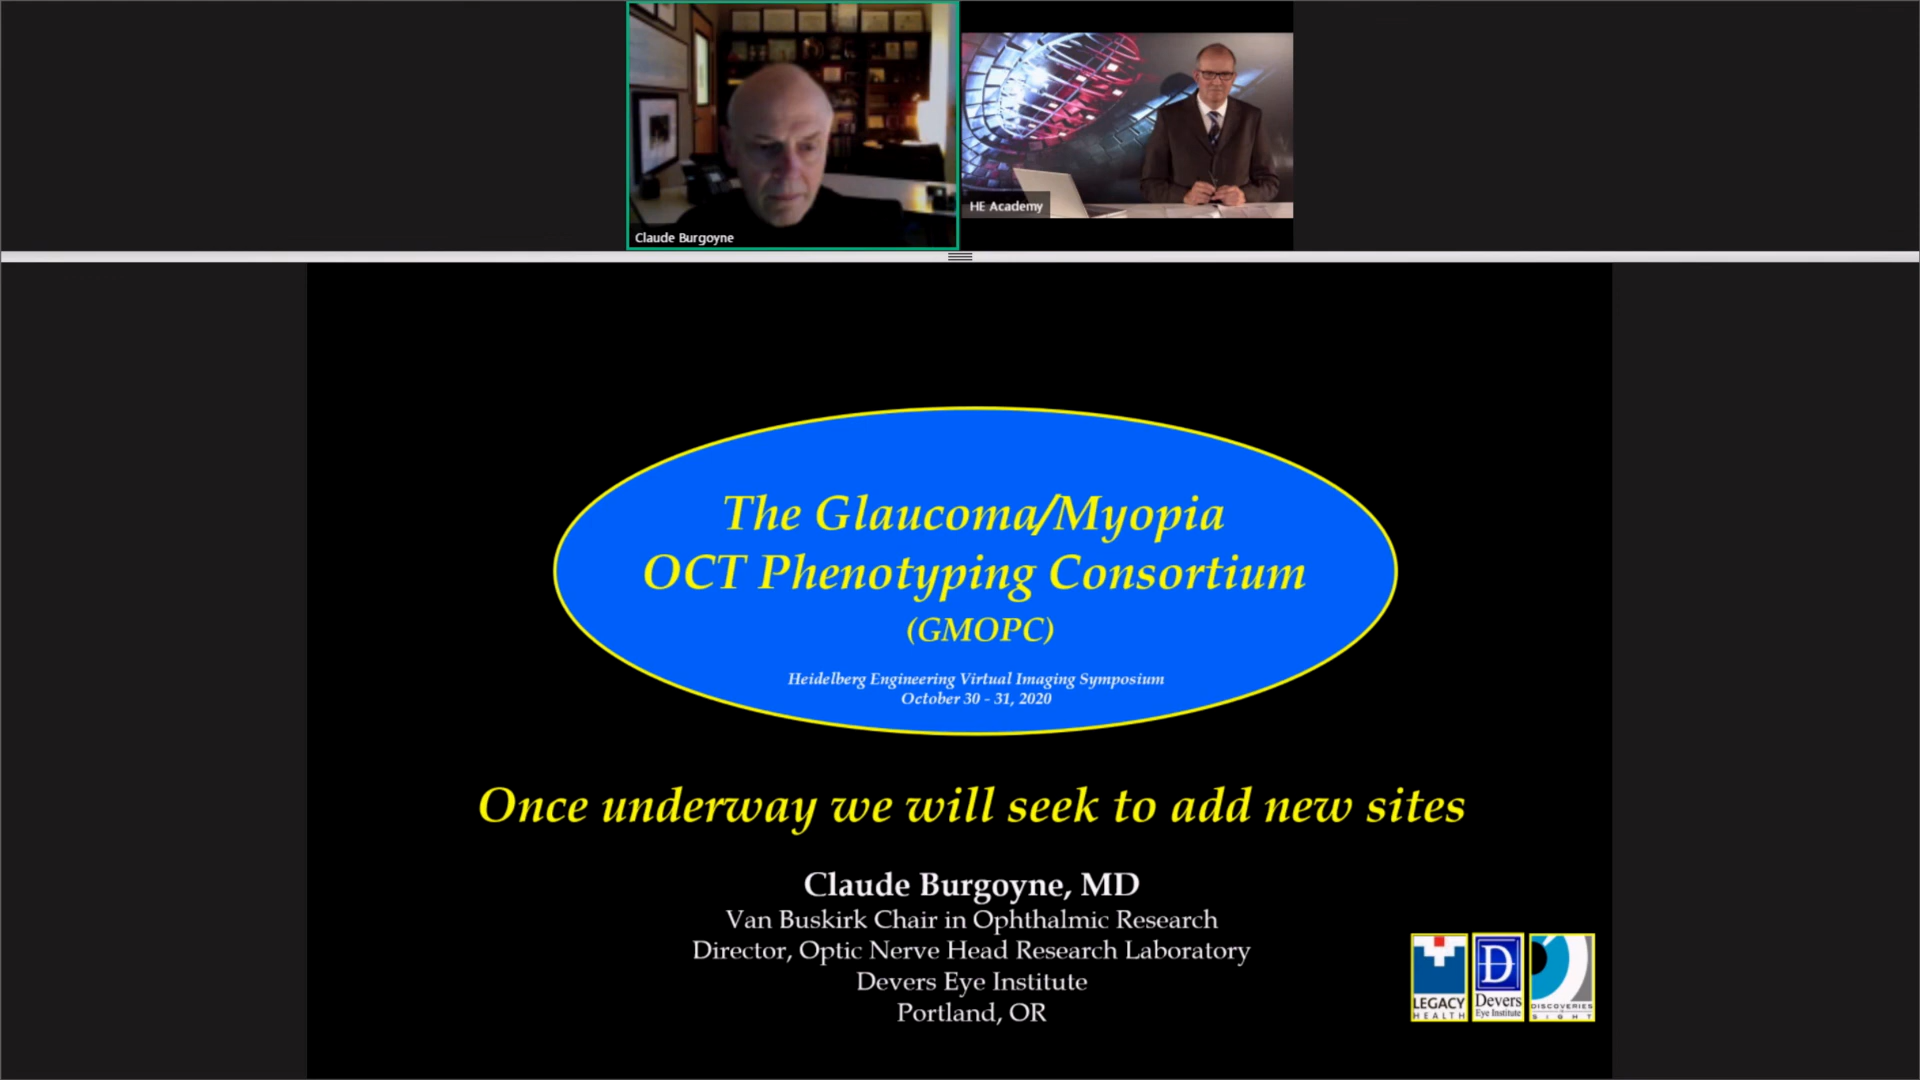 Claude Burgoyne
HE Academy
The Glaucoma/Myopia
OCT Phenotyping Consortium
(GMOPC)
Heidelberg Engineering Virtual Imaging Symposium
October 30 - 31, 2020
Once underway we will seek to add new sites
Claude Burgoyne, MD
Van Buskirk Chair in Ophthalmic Research
Director, Optic Nerve Head Research Laboratory
Devers Eye Institute
Portland, OR
LEGACY
HEALTH
D
Devers
Eye Institute
DISCOVERIES
SIGHT